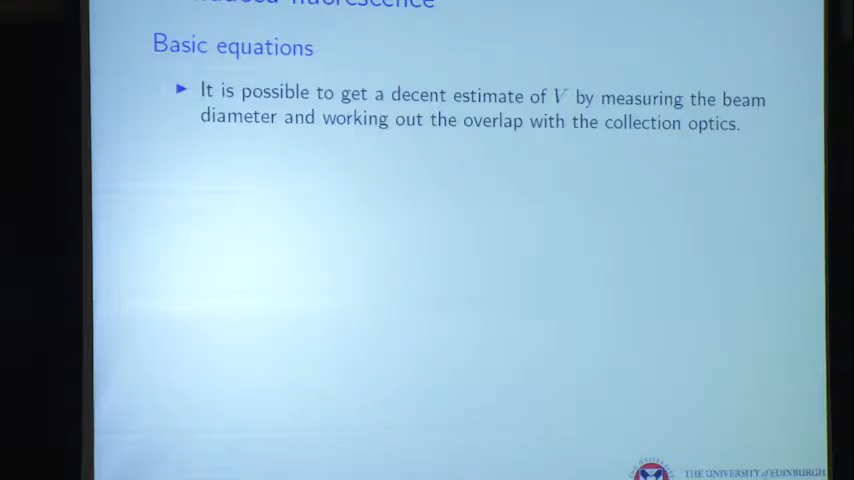 fluorescence
Basic equations
It is possible to get a decent estimate of V by measuring the beam
diameter and working out the overlap with the collection optics.
THE UNIVERSITY of EDINBURGH